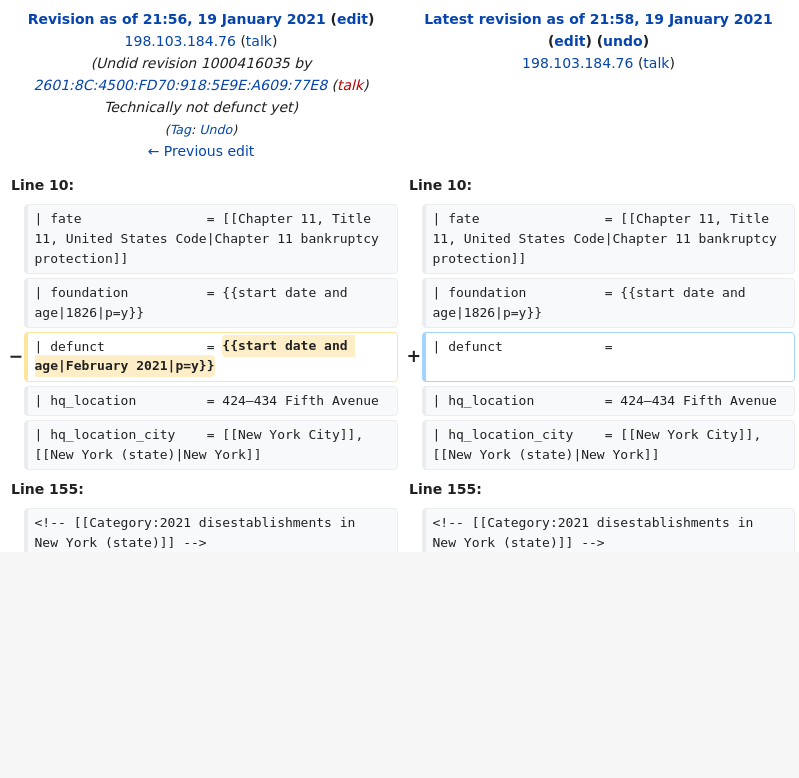 Revision as of 21:56, 19 January 2021 (edit)
198.103.184.76 (talk)
(Undid revision 1000416035 by
2601:8C:4500:FD70:918:5E9E:A609:77E8 (talk)
Technically not defunct yet)
(Tag: Undo)
← Previous edit
Latest revision as of 21:58, 19 January 2021
(edit) (undo)
198.103.184.76 (talk)
Line 10:
Line 10:
| fate                = [[Chapter 11, Title
11, United States Code|Chapter 11 bankruptcy
protection]]
| fate                = [[Chapter 11, Title
11, United States Code|Chapter 11 bankruptcy
protection]]
| foundation          = {{start date and
age|1826|p=y}}
| foundation          = {{start date and
age|1826|p=y}}
− | defunct             = {{start date and
age|February 2021|p=y}}
+ | defunct             =
| hq_location         = 424–434 Fifth Avenue
| hq_location         = 424–434 Fifth Avenue
| hq_location_city    = [[New York City]],
[[New York (state)|New York]]
| hq_location_city    = [[New York City]],
[[New York (state)|New York]]
Line 155:
Line 155:
<!-- [[Category:2021 disestablishments in
New York (state)]] -->
<!-- [[Category:2021 disestablishments in
New York (state)]] -->